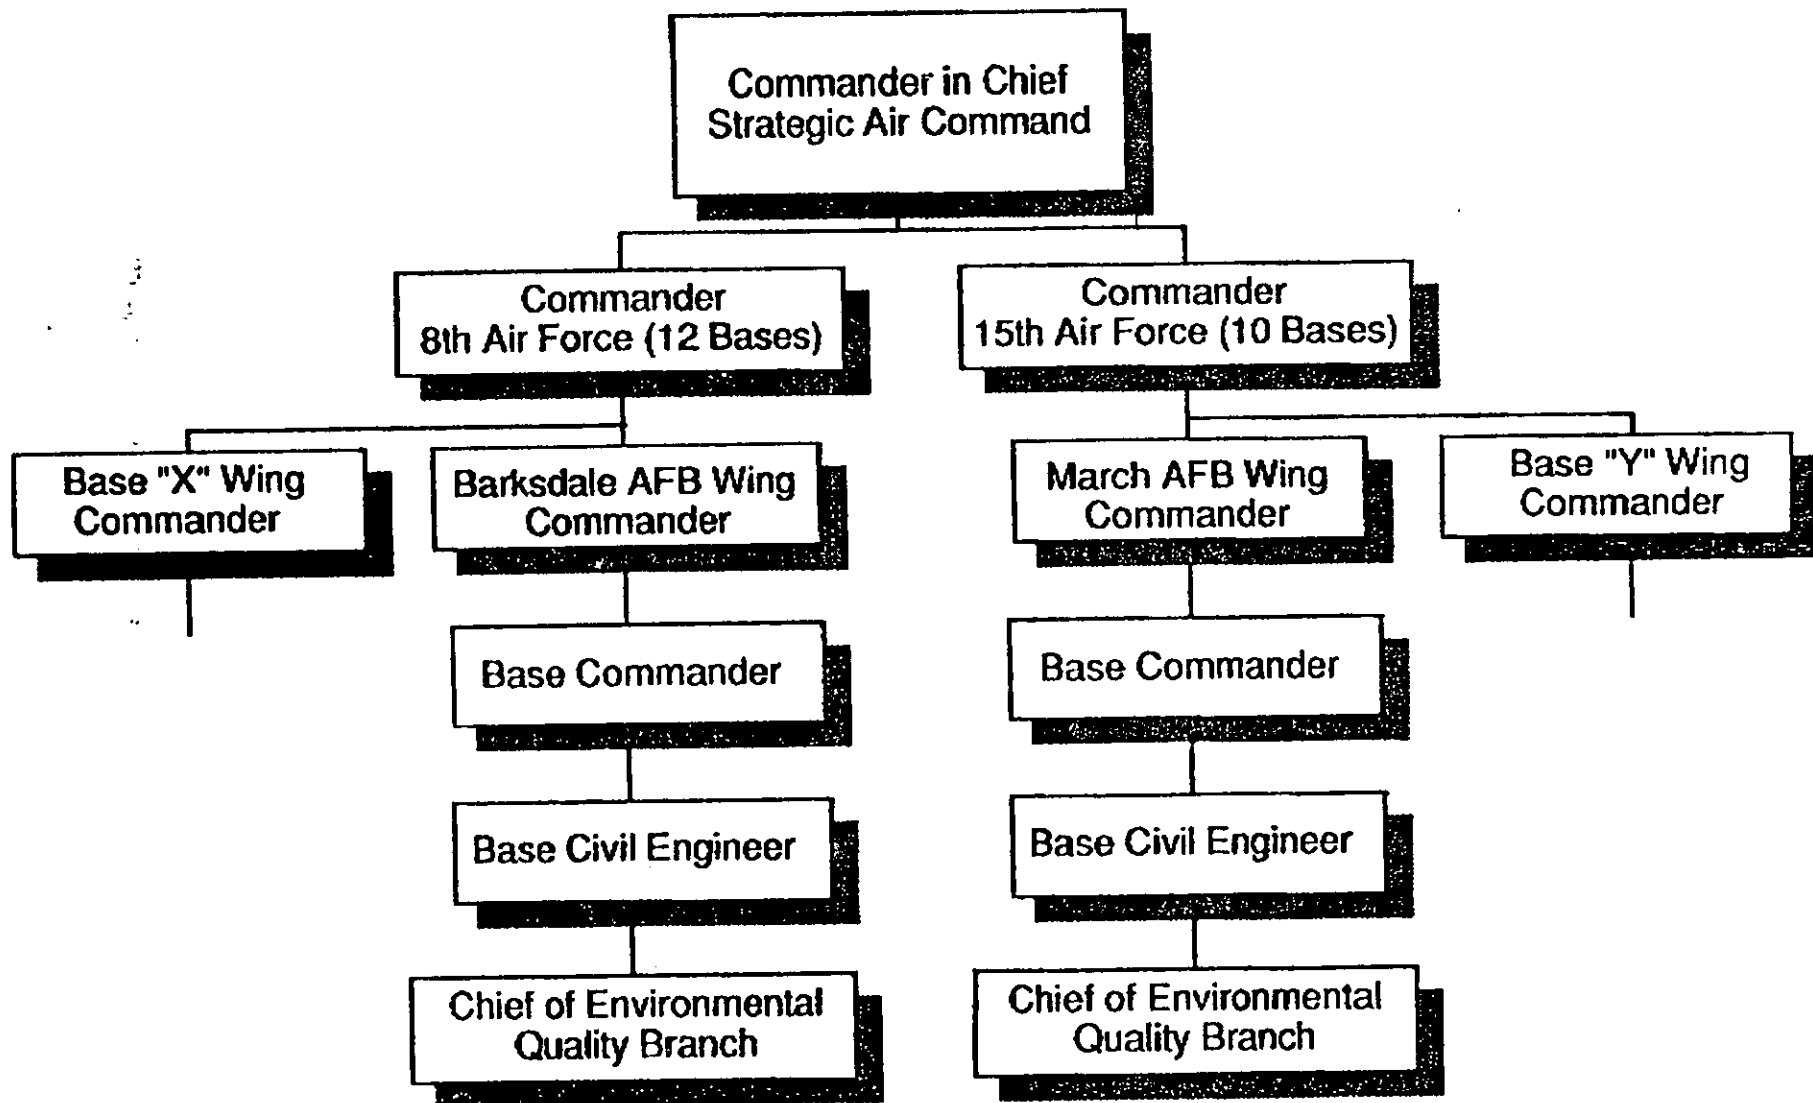 Commander in Chief
Strategic Air Command
Commander
8th Air Force (12 Bases)
Commander
15th Air Force (10 Bases)
Base "X" Wing
Commander
Barksdale AFB Wing
Commander
March AFB Wing
Commander
Base "Y" Wing
Commander
Base Commander
Base Commander
Base Civil Engineer
Base Civil Engineer
Chief of Environmental
Quality Branch
Chief of Environmental
Quality Branch